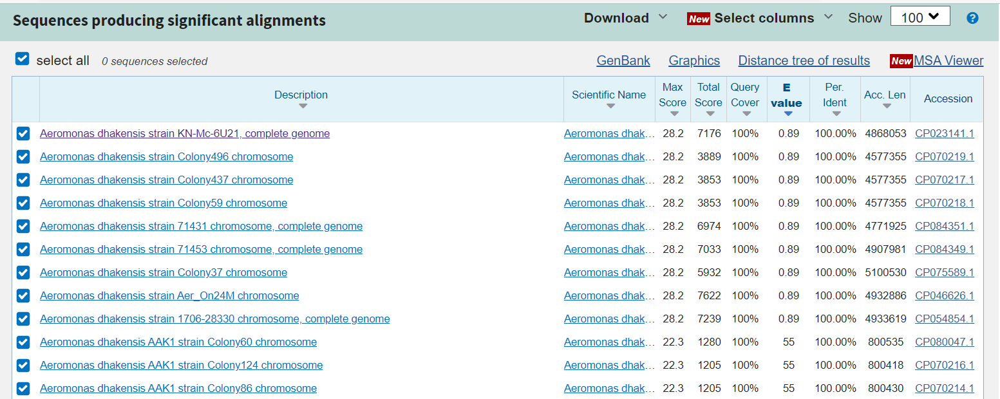 Sequences producing significant alignments Download New Select columns Show 100 ?
select all 0 sequences selected GenBank Graphics Distance tree of results New MSA Viewer
Description Scientific Name Max Score Total Score Query Cover E value Per. Ident Acc. Len Accession
Aeromonas dhakensis strain KN-Mc-6U21, complete genome Aeromonas dhak... 28.2 7176 100% 0.89 100.00% 4868053 CP023141.1
Aeromonas dhakensis strain Colony496 chromosome Aeromonas dhak... 28.2 3889 100% 0.89 100.00% 4577355 CP070219.1
Aeromonas dhakensis strain Colony437 chromosome Aeromonas dhak... 28.2 3853 100% 0.89 100.00% 4577355 CP070217.1
Aeromonas dhakensis strain Colony59 chromosome Aeromonas dhak... 28.2 3853 100% 0.89 100.00% 4577355 CP070218.1
Aeromonas dhakensis strain 71431 chromosome, complete genome Aeromonas dhak... 28.2 6974 100% 0.89 100.00% 4771925 CP084351.1
Aeromonas dhakensis strain 71453 chromosome, complete genome Aeromonas dhak... 28.2 7033 100% 0.89 100.00% 4907981 CP084349.1
Aeromonas dhakensis strain Colony37 chromosome Aeromonas dhak... 28.2 5932 100% 0.89 100.00% 5100530 CP075589.1
Aeromonas dhakensis strain Aer_On24M chromosome Aeromonas dhak... 28.2 7622 100% 0.89 100.00% 4932886 CP046626.1
Aeromonas dhakensis strain 1706-28330 chromosome, complete genome Aeromonas dhak... 28.2 7239 100% 0.89 100.00% 4933619 CP054854.1
Aeromonas dhakensis AAK1 strain Colony60 chromosome Aeromonas dhak... 22.3 1280 100% 55 100.00% 800535 CP080047.1
Aeromonas dhakensis AAK1 strain Colony124 chromosome Aeromonas dhak... 22.3 1205 100% 55 100.00% 800418 CP070216.1
Aeromonas dhakensis AAK1 strain Colony86 chromosome Aeromonas dhak... 22.3 1205 100% 55 100.00% 800430 CP070214.1